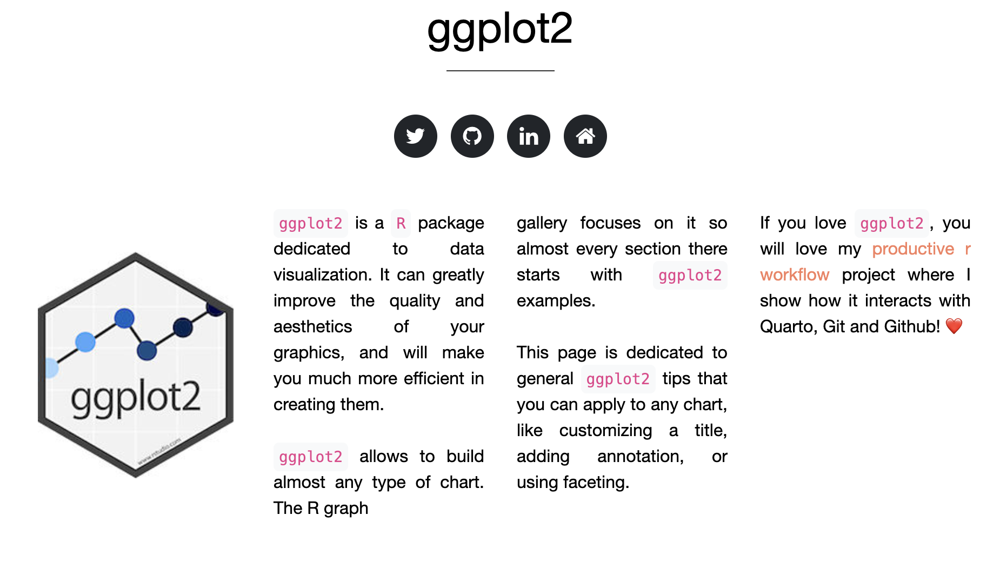 ggplot2
ggplot2
www.rstudio.com
ggplot2 is a R package
dedicated to data
visualization. It can greatly
improve the quality and
aesthetics of your
graphics, and will make
you much more efficient in
creating them.
ggplot2 allows to build
almost any type of chart.
The R graph
gallery focuses on it so
almost every section there
starts with ggplot2
examples.
This page is dedicated to
general ggplot2 tips that
you can apply to any chart,
like customizing a title,
adding annotation, or
using faceting.
If you love ggplot2, you
will love my productive r
workflow project where I
show how it interacts with
Quarto, Git and Github! ❤️